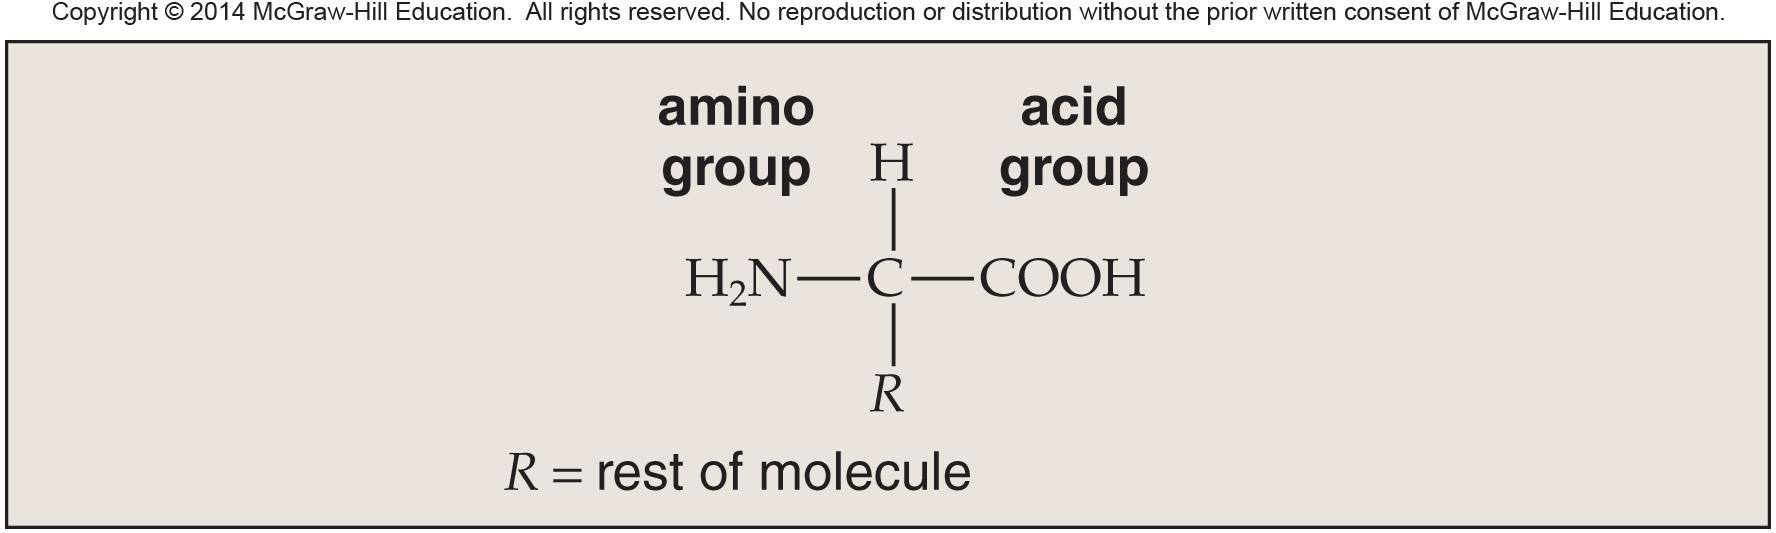 Copyright © 2014 McGraw-Hill Education.  All rights reserved. No reproduction or distribution without the prior written consent of McGraw-Hill Education.
amino acid
group H group
H₂N—C—COOH
R
R = rest of molecule